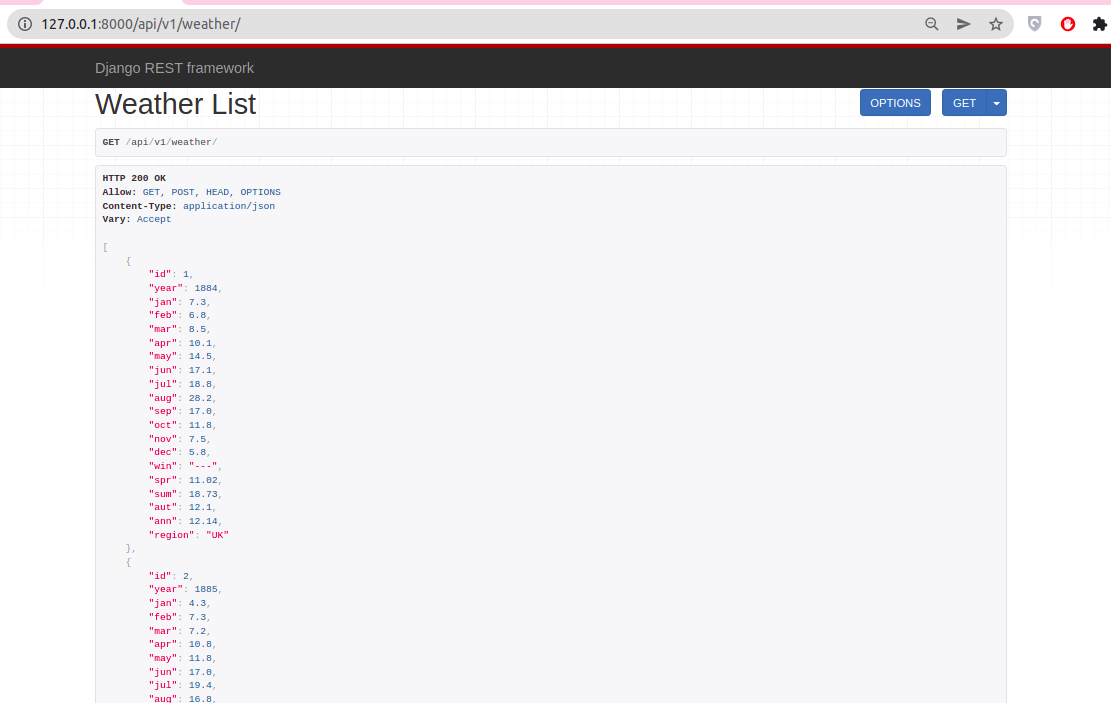 127.0.0.1:8000/api/v1/weather/
Django REST framework
Weather List
OPTIONS
GET
GET /api/v1/weather/
HTTP 200 OK
Allow: GET, POST, HEAD, OPTIONS
Content-Type: application/json
Vary: Accept
[
{
"id": 1,
"year": 1884,
"jan": 7.3,
"feb": 6.8,
"mar": 8.5,
"apr": 10.1,
"may": 14.5,
"jun": 17.1,
"jul": 18.8,
"aug": 28.2,
"sep": 17.0,
"oct": 11.8,
"nov": 7.5,
"dec": 5.8,
"win": "---",
"spr": 11.02,
"sum": 18.73,
"aut": 12.1,
"ann": 12.14,
"region": "UK"
},
{
"id": 2,
"year": 1885,
"jan": 4.3,
"feb": 7.3,
"mar": 7.2,
"apr": 10.8,
"may": 11.8,
"jun": 17.0,
"jul": 19.4,
"aug": 16.8,